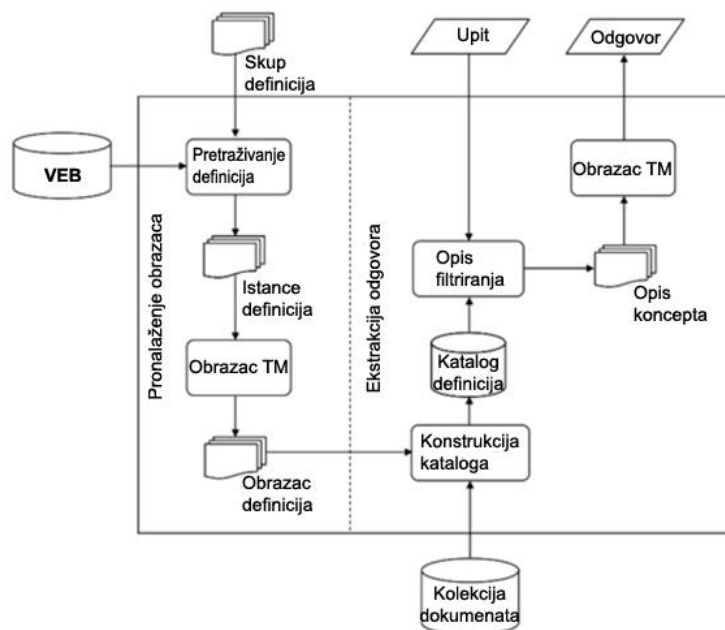 Skup
definicija
Upit
Odgovor
VEB
Pretraživanje
definicija
Obrazac TM
Pronalaženje obrazaca
Istance
definicija
Ekstrakcija odgovora
Opis
filtriranja
Opis
koncepta
Obrazac TM
Katalog
definicija
Obrazac
definicija
Konstrukcija
kataloga
Kolekcija
dokumenata